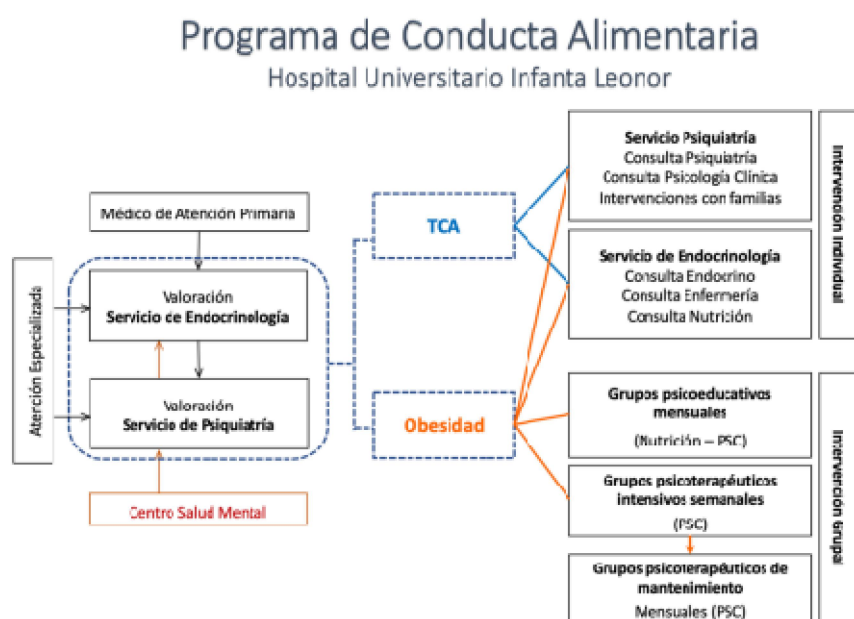 Programa de Conducta Alimentaria
Hospital Universitario Infanta Leonor
Médico de Atención Primaria
Atención Especializada
Valoración
Servicio de Endocrinología
Valoración
Servicio de Psiquiatría
Centro Salud Mental
TCA
Obesidad
Servicio Psiquiatría
Consulta Psiquiatría
Consulta Psicología Clínica
Intervenciones con familias
Servicio de Endocrinología
Consulta Endocrino
Consulta Enfermería
Consulta Nutrición
Intervención Individual
Grupos psicoeducativos
mensuales
(Nutrición – PSC)
Grupos psicoterapéuticos
intensivos semanales
(PSC)
Grupos psicoterapéuticos de
mantenimiento
Mensuales (PSC)
Intervención Grupal